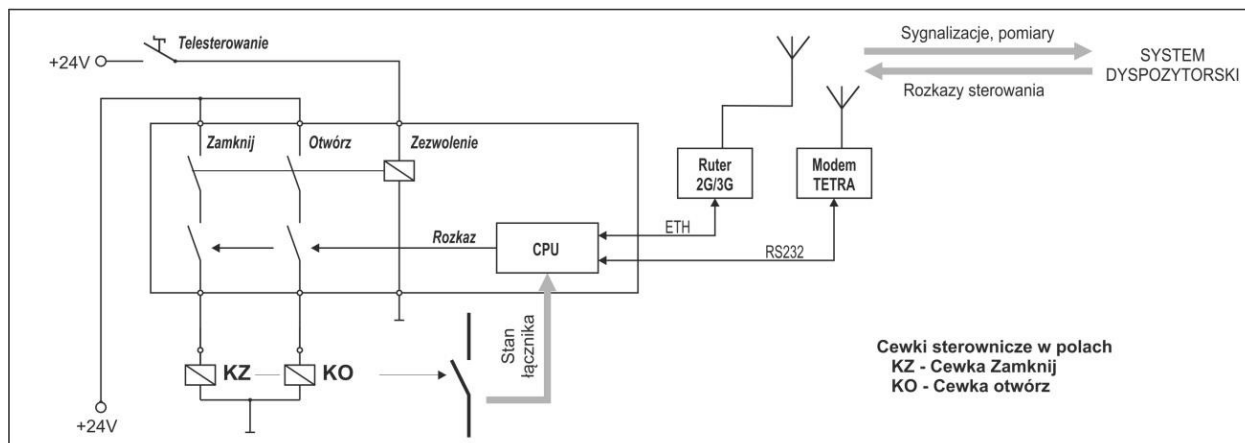 Telesterowanie
+24V
Sygnalizacje, pomiary
SYSTEM
DYSPOZYTORSKI
Rozkazy sterowania
Zamknij
Otwórz
Zezwolenie
Ruter
2G/3G
Modem
TETRA
ETH
Rozkaz
CPU
RS232
Stan
łącznika
KZ
KO
+24V
Cewki sterownicze w polach
KZ - Cewka Zamknij
KO - Cewka otwórz